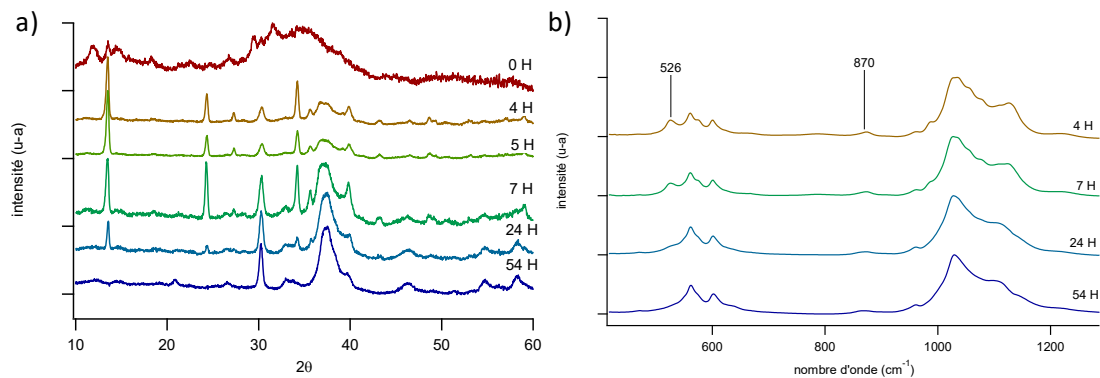 a)
intensité (u-a)
0 H
4 H
5 H
7 H
24 H
54 H
10
20
30
40
50
60
2θ
b)
intensité (u-a)
526
870
4 H
7 H
24 H
54 H
600
800
1000
1200
nombre d'onde (cm⁻¹)